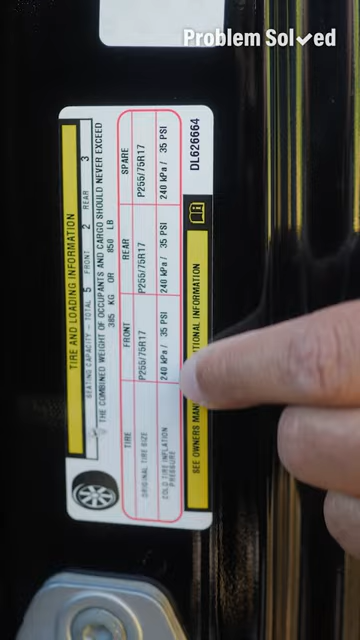 Problem Solved
TIRE AND LOADING INFORMATION
SEATING CAPACITY - TOTAL 5 FRONT 2 REAR 3
THE COMBINED WEIGHT OF OCCUPANTS AND CARGO SHOULD NEVER EXCEED
385 KG OR 850 LB
TIRE FRONT REAR SPARE
ORIGINAL TIRE SIZE P255/75R17 P255/75R17 P255/75R17
COLD TIRE INFLATION PRESSURE 240 kPa / 35 PSI 240 kPa / 35 PSI 240 kPa / 35 PSI
SEE OWNERS MAN TIONAL INFORMATION
DL626664